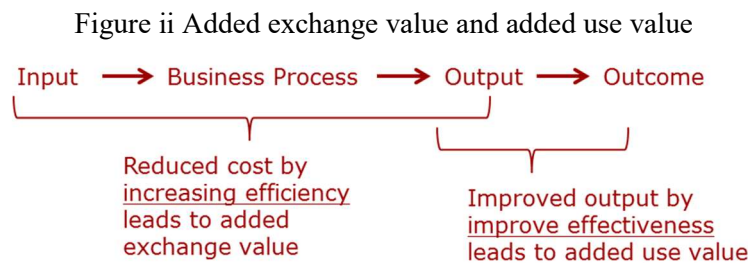 Figure ii Added exchange value and added use value
Input Business Process Output Outcome
Reduced cost by
increasing efficiency
leads to added
exchange value
Improved output by
improve effectiveness
leads to added use value